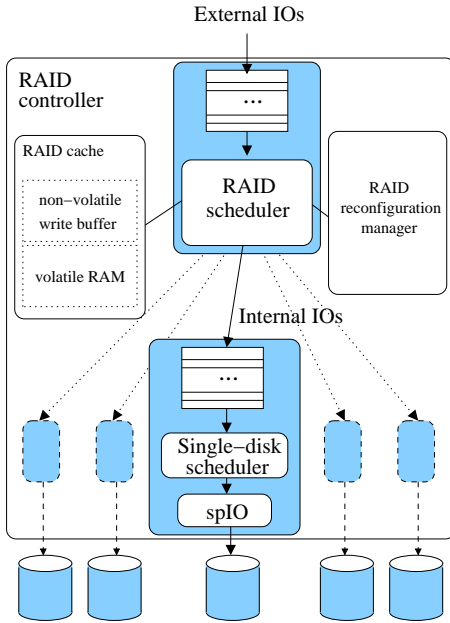 External IOs
RAID
controller
...
RAID cache
non−volatile
write buffer
volatile RAM
RAID
scheduler
RAID
reconfiguration
manager
Internal IOs
...
Single−disk
scheduler
spIO